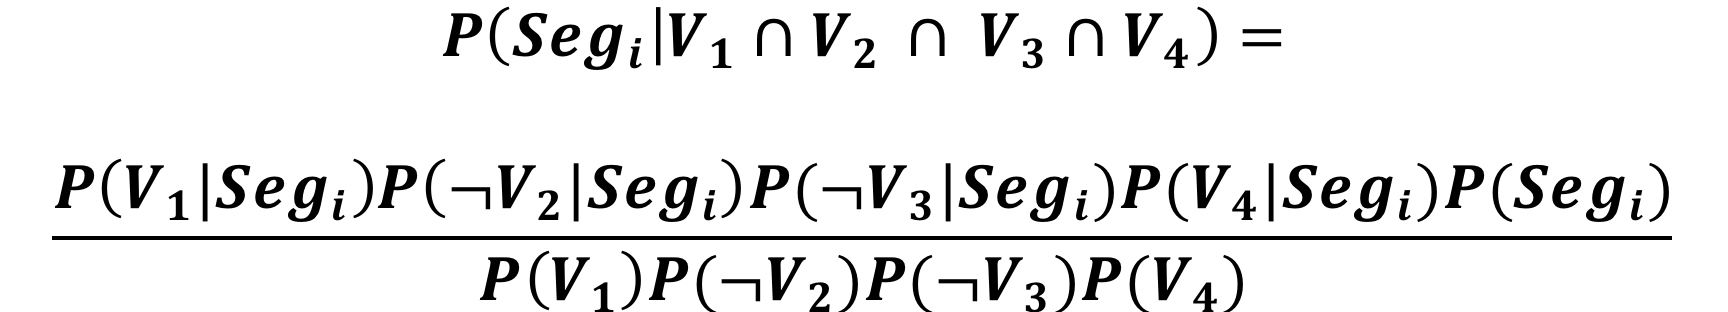 P(Seg_i|V_1 ∩ V_2 ∩ V_3 ∩ V_4) =
P(V_1|Seg_i)P(¬V_2|Seg_i)P(¬V_3|Seg_i)P(V_4|Seg_i)P(Seg_i)
P(V_1)P(¬V_2)P(¬V_3)P(V_4)